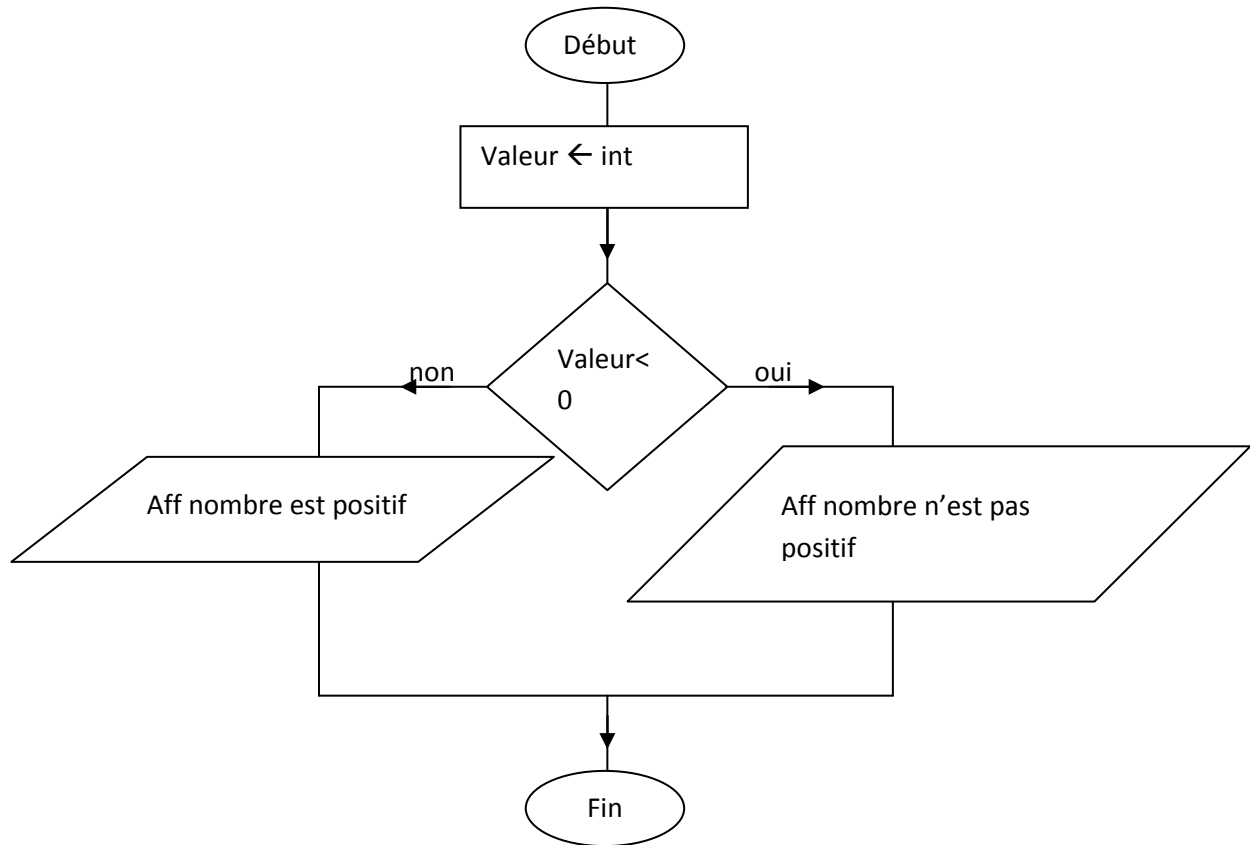 Début
Valeur ← int
Valeur<
0
non
oui
Aff nombre est positif
Aff nombre n’est pas
positif
Fin